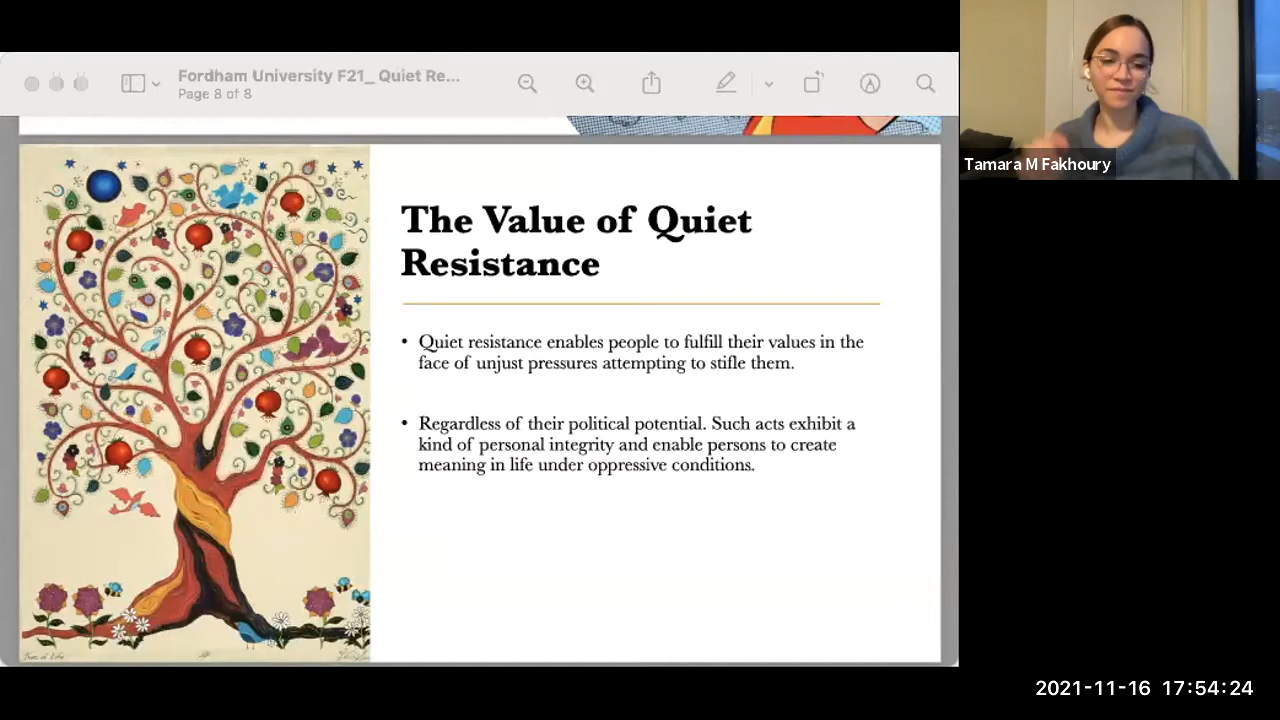 Fordham University F21_ Quiet Re...
Page 8 of 8
Tamara M Fakhoury
The Value of Quiet
Resistance
• Quiet resistance enables people to fulfill their values in the
face of unjust pressures attempting to stifle them.
• Regardless of their political potential. Such acts exhibit a
kind of personal integrity and enable persons to create
meaning in life under oppressive conditions.
2021-11-16 17:54:24